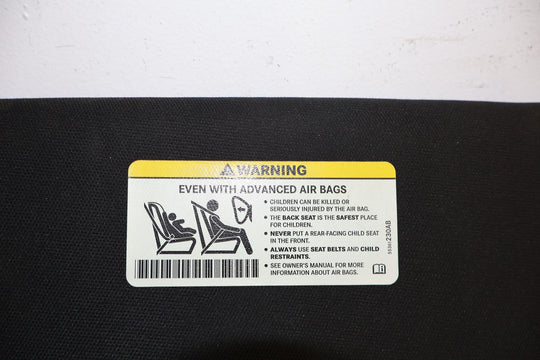 WARNING
EVEN WITH ADVANCED AIR BAGS
• CHILDREN CAN BE KILLED OR
SERIOUSLY INJURED BY THE AIR BAG.
• THE BACK SEAT IS THE SAFEST PLACE
FOR CHILDREN.
• NEVER PUT A REAR-FACING CHILD SEAT
IN THE FRONT.
• ALWAYS USE SEAT BELTS AND CHILD
RESTRAINTS.
• SEE OWNER'S MANUAL FOR MORE
INFORMATION ABOUT AIR BAGS.
230AB